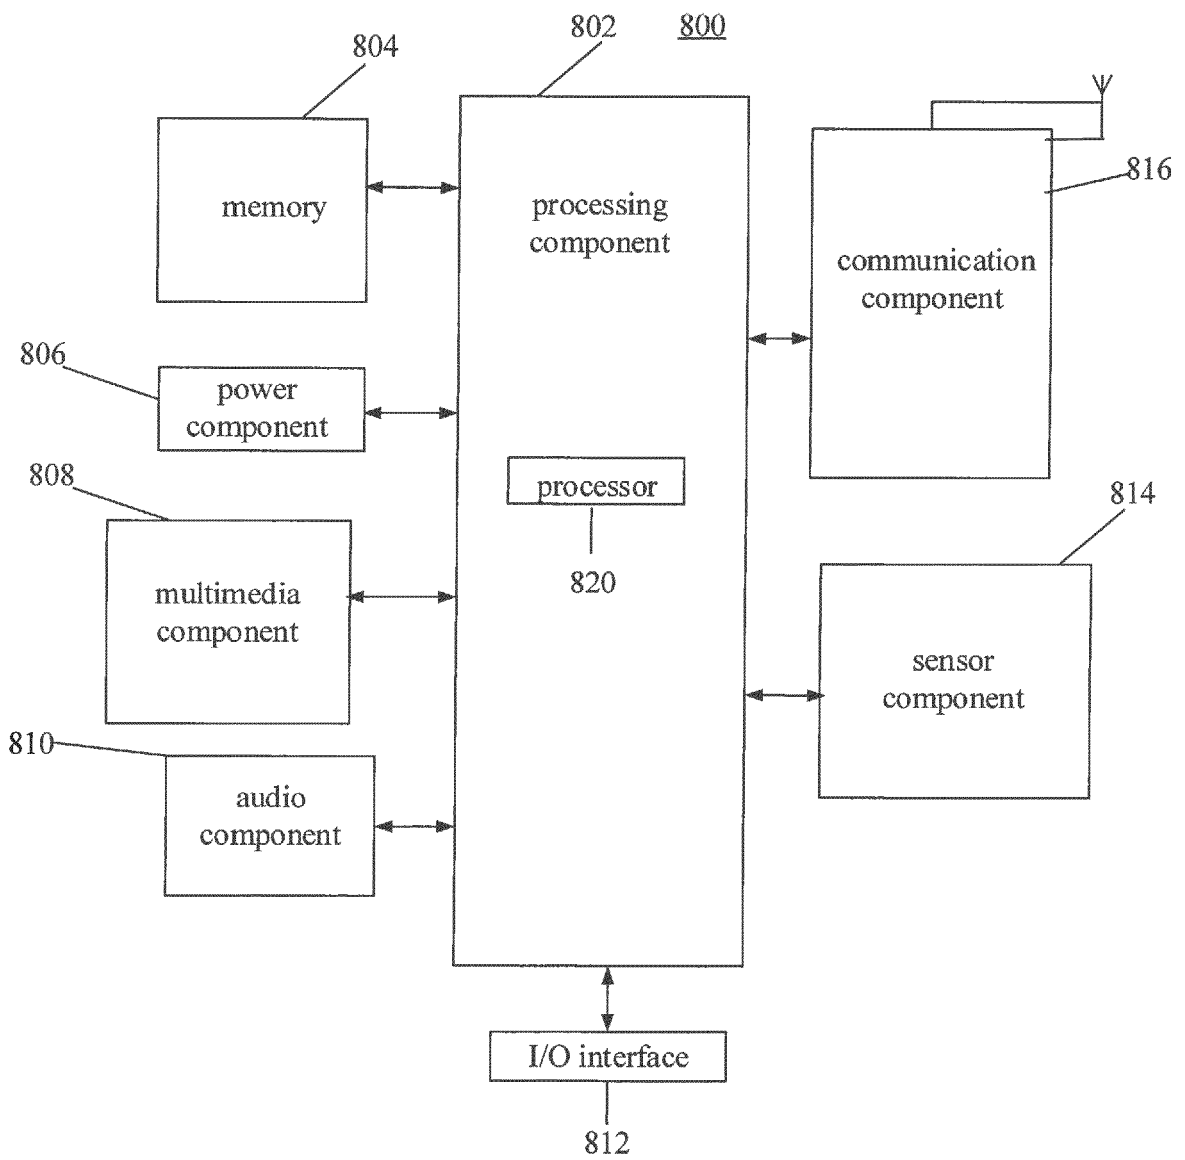 802
800
804
memory
processing
component
816
communication
component
806
power
component
808
processor
820
814
multimedia
component
sensor
component
810
audio
component
I/O interface
812